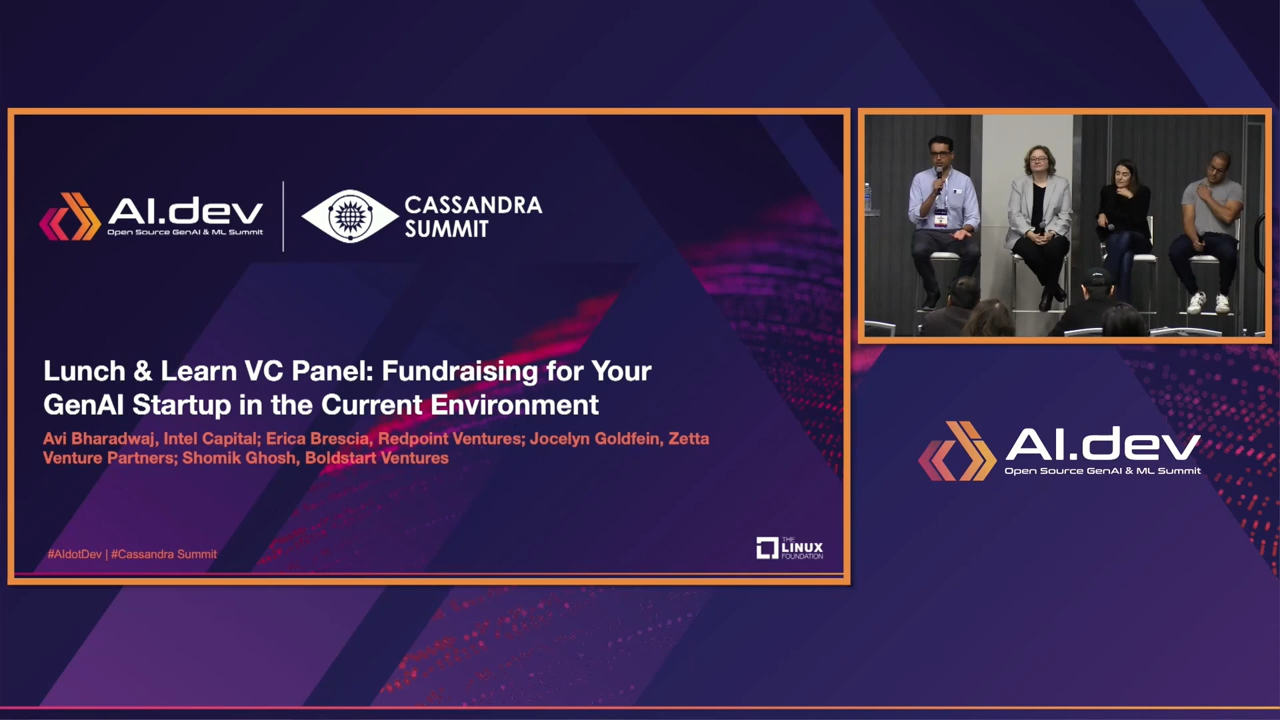 AI.dev
Open Source GenAI & ML Summit
CASSANDRA
SUMMIT
Lunch & Learn VC Panel: Fundraising for Your
GenAI Startup in the Current Environment
Avi Bharadwaj, Intel Capital; Erica Brescia, Redpoint Ventures; Jocelyn Goldfein, Zetta
Venture Partners; Shomik Ghosh, Boldstart Ventures
#AIdotDev | #Cassandra Summit
THE
LINUX
FOUNDATION
AI.dev
Open Source GenAI & ML Summit